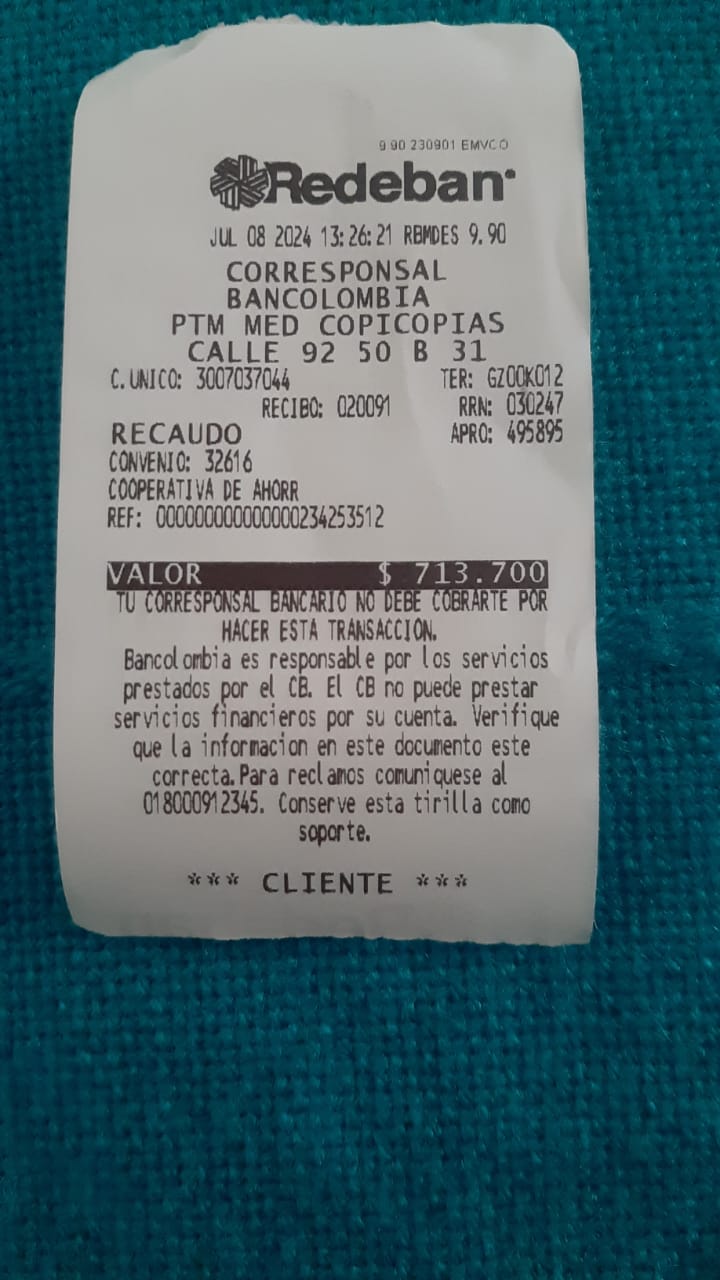 9 90 230901 EMVCO
Redeban
JUL 08 2024 13:26:21 RBMDES 9.90
CORRESPONSAL
BANCOLOMBIA
PTM MED COPICOPIAS
CALLE 92 50 B 31
C.UNICO: 3007037044 TER: GZ00K012
RECIBO: 020091 RRN: 030247
RECAUDO APRO: 495895
CONVENIO: 32616
COOPERATIVA DE AHORR
REF: 000000000000000234253512
VALOR $ 713.700
TU CORRESPONSAL BANCARIO NO DEBE COBRARTE POR
HACER ESTA TRANSACCION.
Bancolombia es responsable por los servicios
prestados por el CB. El CB no puede prestar
servicios financieros por su cuenta. Verifique
que la informacion en este documento este
correcta.Para reclamos comuniquese al
018000912345. Conserve esta tirilla como
soporte.
*** CLIENTE ***